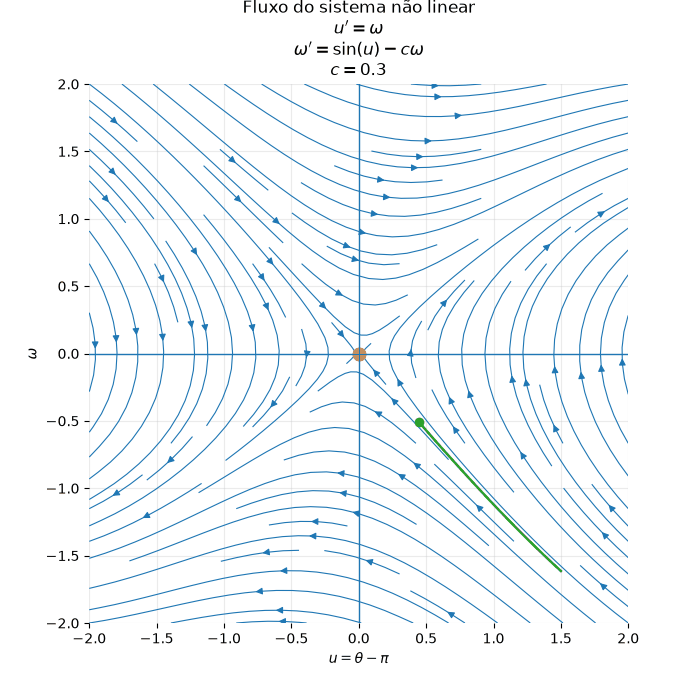 Fluxo do sistema não linear
u′ = ω
ω′ = sin(u) − cω
c = 0.3
2.0
1.5
1.0
0.5
0.0
−0.5
−1.0
−1.5
−2.0
ω
−2.0 −1.5 −1.0 −0.5 0.0 0.5 1.0 1.5 2.0
u = θ − π